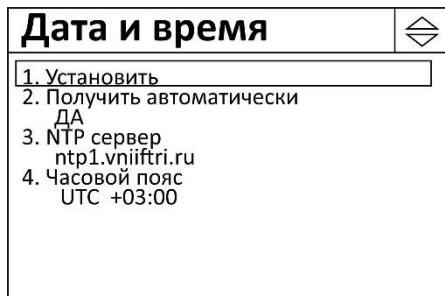 Дата и время
1. Установить
2. Получить автоматически
ДА
3. NTP сервер
ntp1.vniiftri.ru
4. Часовой пояс
UTC +03:00